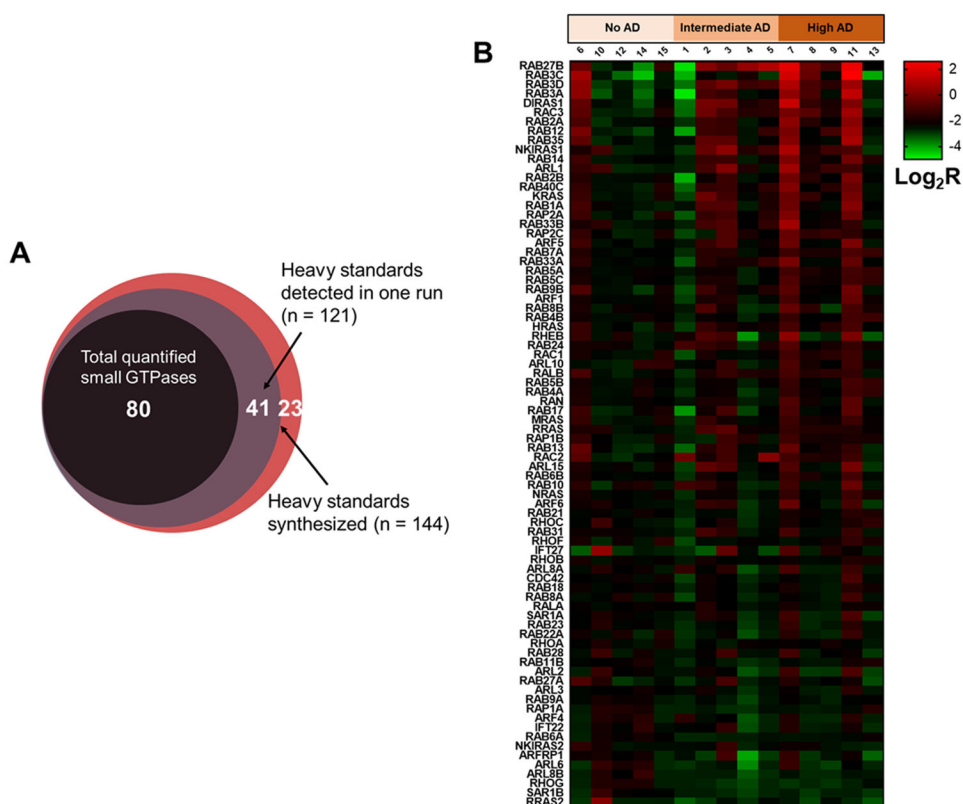 A
Heavy standards
detected in one run
(n = 121)
Total quantified
small GTPases
80
41
23
Heavy standards
synthesized (n = 144)
B
No AD
Intermediate AD
High AD
6 10 12 14 15 1 2 3 4 5 7 8 9 11 13
RAB27B
RAB3C
RAB3D
RAB3A
DIRAS1
RAC3
RAB2A
RAB12
RAB35
NKIRAS1
RAB14
ARL1
RAB2B
RAB40C
KRAS
RAB1A
RAP2A
RAB33B
RAP2C
ARF5
RAB7A
RAB33A
RAB5A
RAB5C
RAB9B
ARF1
RAB8B
RAB4B
HRAS
RHEB
RAB24
RAC1
ARL10
RALB
RAB5B
RAB4A
RAN
RAB17
MRAS
RRAS
RAP1B
RAB13
RAC2
ARL15
RAB6B
RAB10
NRAS
ARF6
RAB21
RHOC
RAB31
RHOF
IFT27
RHOB
ARL8A
CDC42
RAB18
RAB8A
RALA
SAR1A
RAB23
RAB22A
RHOA
RAB28
RAB11B
ARL2
RAB27A
ARL3
RAB9A
RAP1A
ARF4
IFT22
RAB6A
NKIRAS2
ARFRP1
ARL6
ARL8B
RHOG
SAR1B
RRAS2
2
0
-2
-4
Log₂R